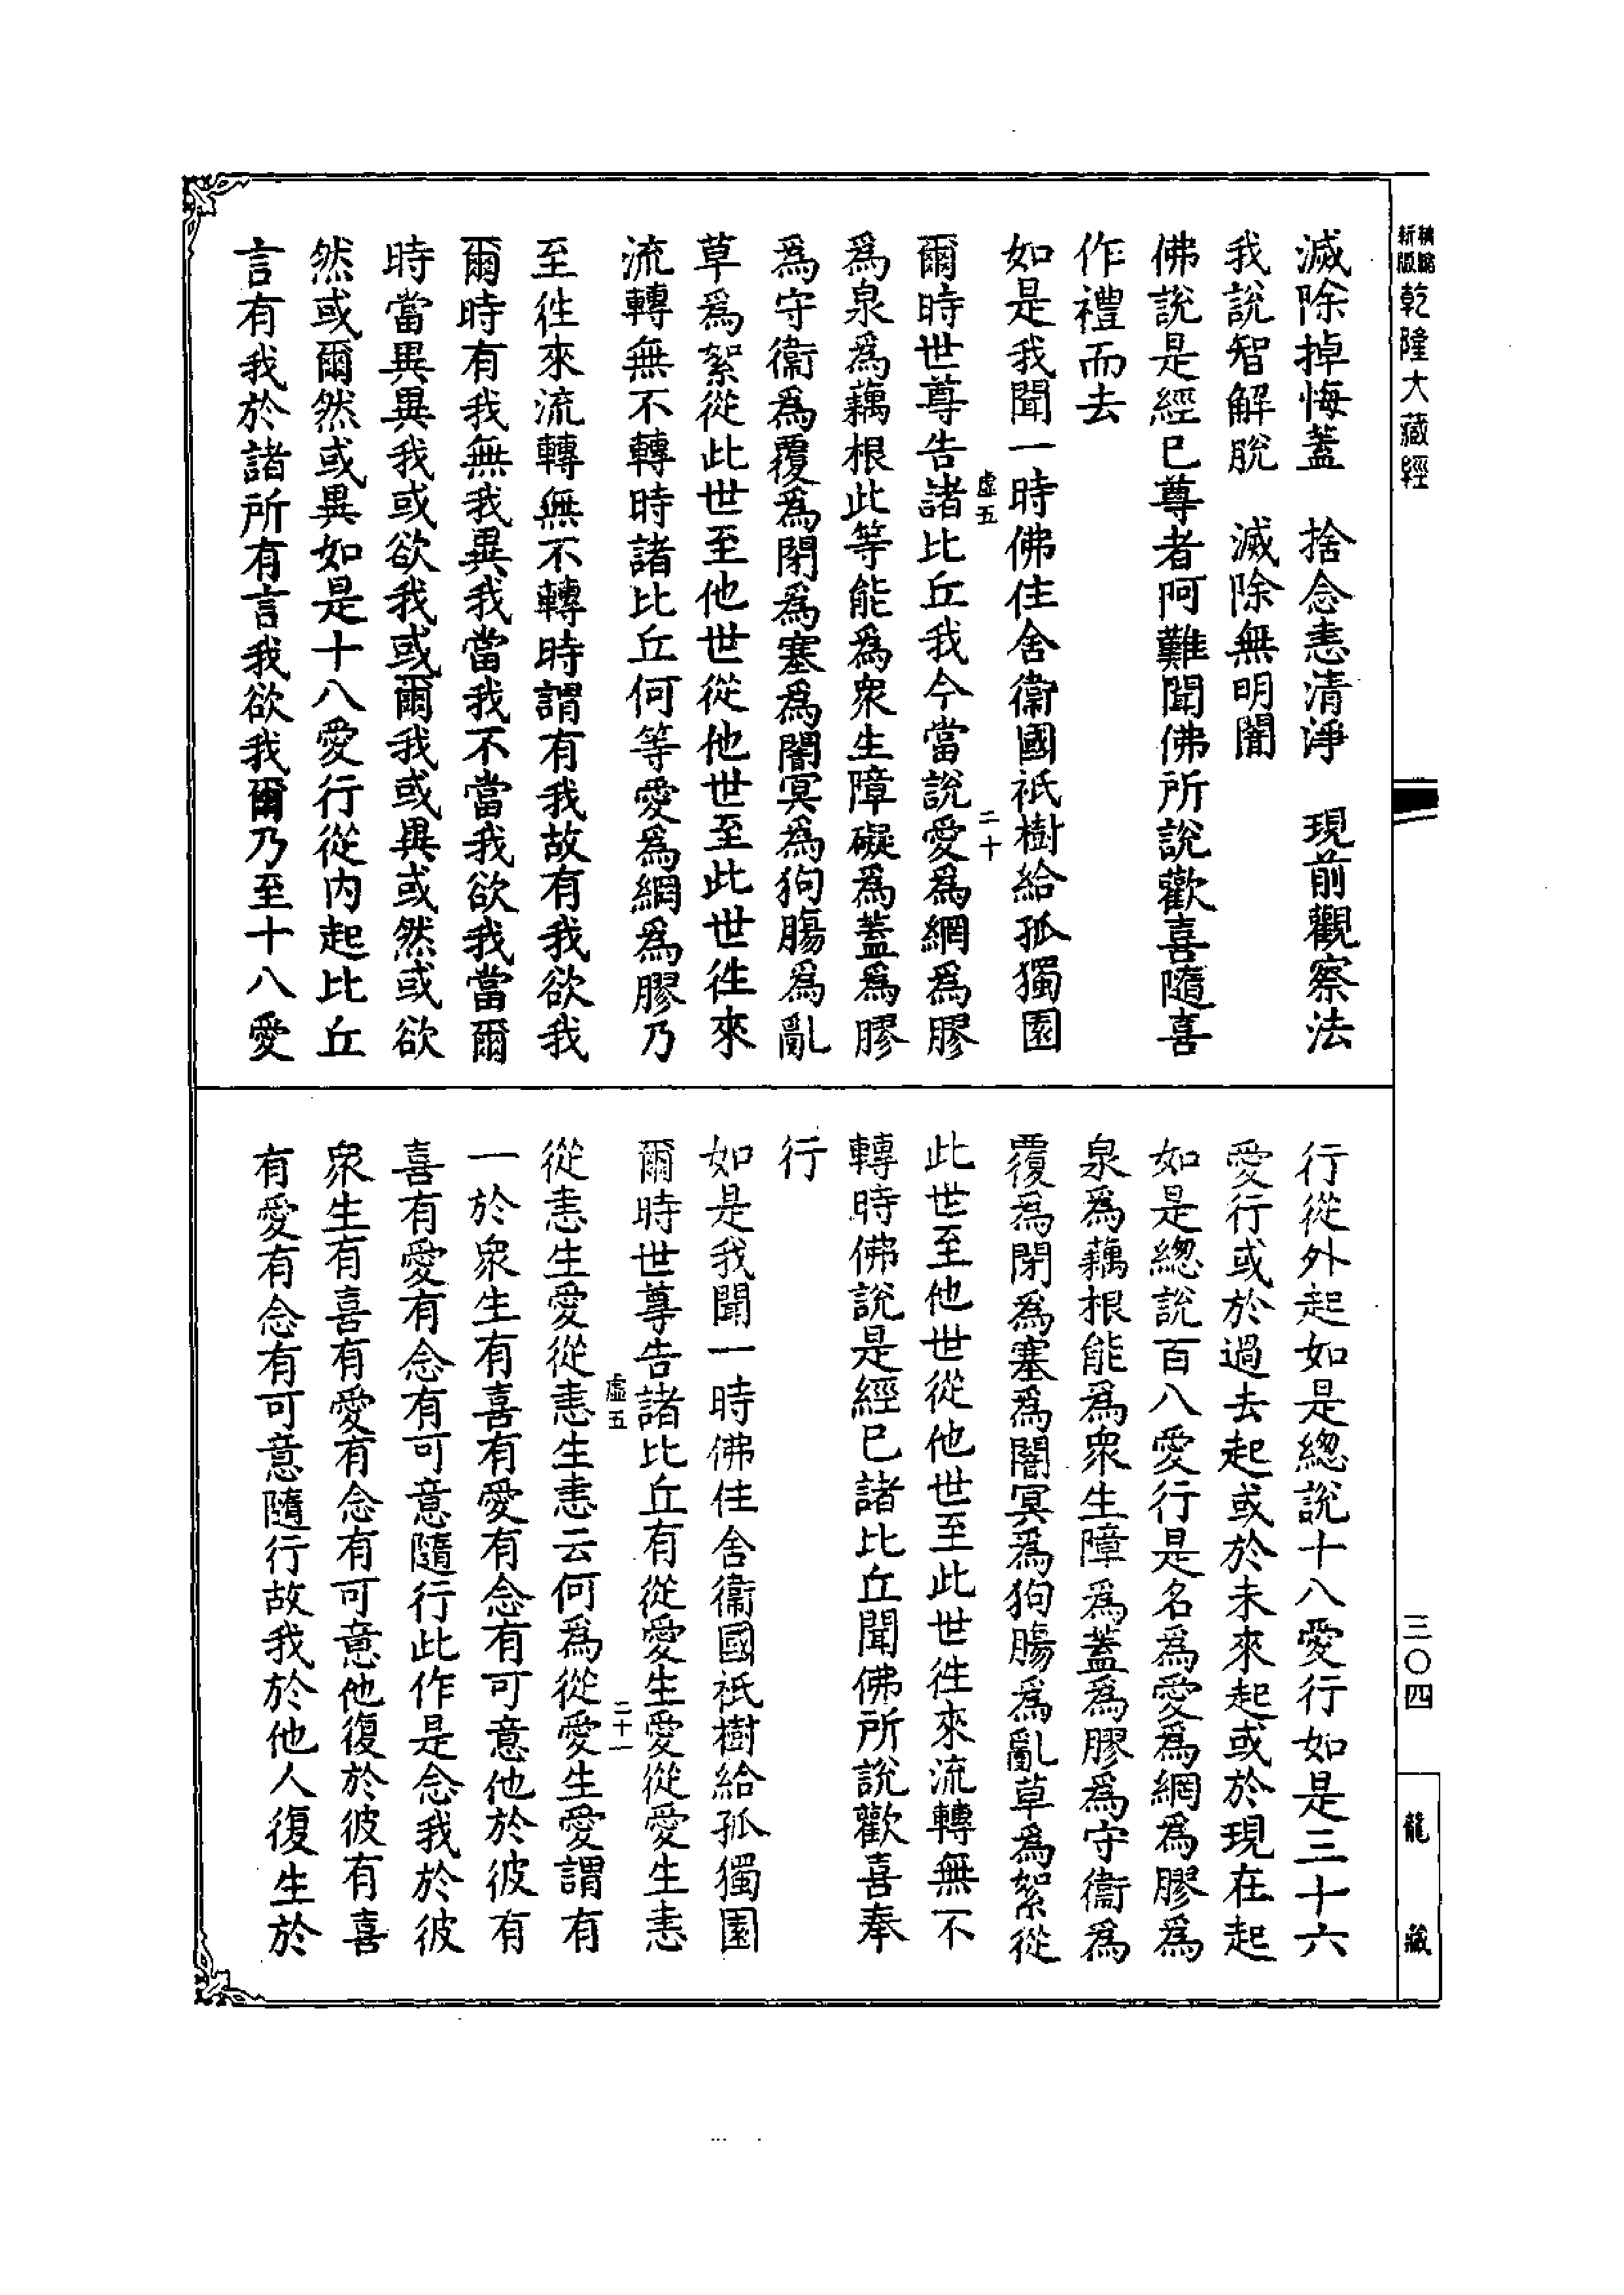 新版
精縮
乾隆大藏經
滅除掉悔蓋　捨念恚清淨　現前觀察法
我說智解脫　滅除無明闇
佛說是經已尊者阿難聞佛所說歡喜隨喜
作禮而去
如是我聞一時佛住舍衞國祇樹給孤獨園
虛五
二十
爾時世尊告諸比丘我今當說愛爲網爲膠
爲泉爲藕根此等能爲衆生障礙爲蓋爲膠
爲守衞爲覆爲閉爲塞爲闇冥爲狗腸爲亂
草爲絮從此世至他世從他世至此世徃來
流轉無不轉時諸比丘何等愛爲網爲膠乃
至徃來流轉無不轉時謂有我故有我欲我
爾時有我無我異我當我不當我欲我當爾
時當異異我或欲我或爾我或異或然或欲
然或爾然或異如是十八愛行從內起比丘
言有我於諸所有言我欲我爾乃至十八愛
行從外起如是緫說十八愛行如是三十六
愛行或於過去起或於未來起或於現在起
如是緫說百八愛行是名爲愛爲網爲膠爲
泉爲藕根能爲衆生障爲蓋爲膠爲守衞爲
覆爲閉爲塞爲闇冥爲狗腸爲亂草爲絮從
此世至他世從他世至此世徃來流轉無不
轉時佛說是經已諸比丘聞佛所說歡喜奉
行
如是我聞一時佛住舍衞國祇樹給孤獨園
爾時世尊告諸比丘有從愛生愛從愛生恚
虛五
二十一
從恚生愛從恚生恚云何爲從愛生愛謂有
一於衆生有喜有愛有念有可意他於彼有
喜有愛有念有可意隨行此作是念我於彼
衆生有喜有愛有念有可意他復於彼有喜
有愛有念有可意隨行故我於他人復生於
三〇四
龍藏